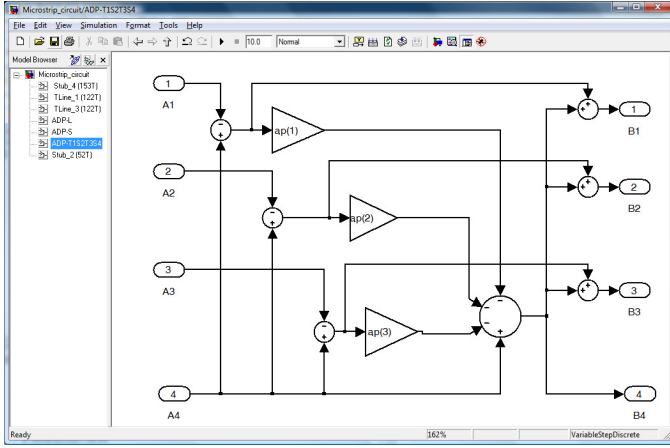 Microstrip_circuit/ADP-T1S2T3S4
File Edit View Simulation Format Tools Help
10.0 Normal
Model Browser
Microstrip_circuit
Stub_4 (153T)
TLine_1 (122T)
TLine_3 (122T)
ADP-L
ADP-S
ADP-T1S2T3S4
Stub_2 (52T)
1
A1
ap(1)
1
B1
2
A2
ap(2)
2
B2
3
A3
ap(3)
3
B3
4
A4
4
B4
Ready 162% VariableStepDiscrete